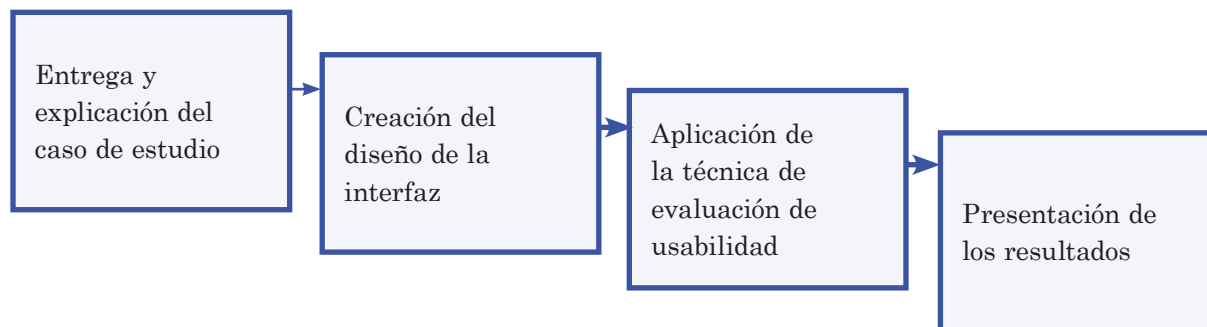 Entrega y
explicación del
caso de estudio
Creación del
diseño de la
interfaz
Aplicación de
la técnica de
evaluación de
usabilidad
Presentación de
los resultados